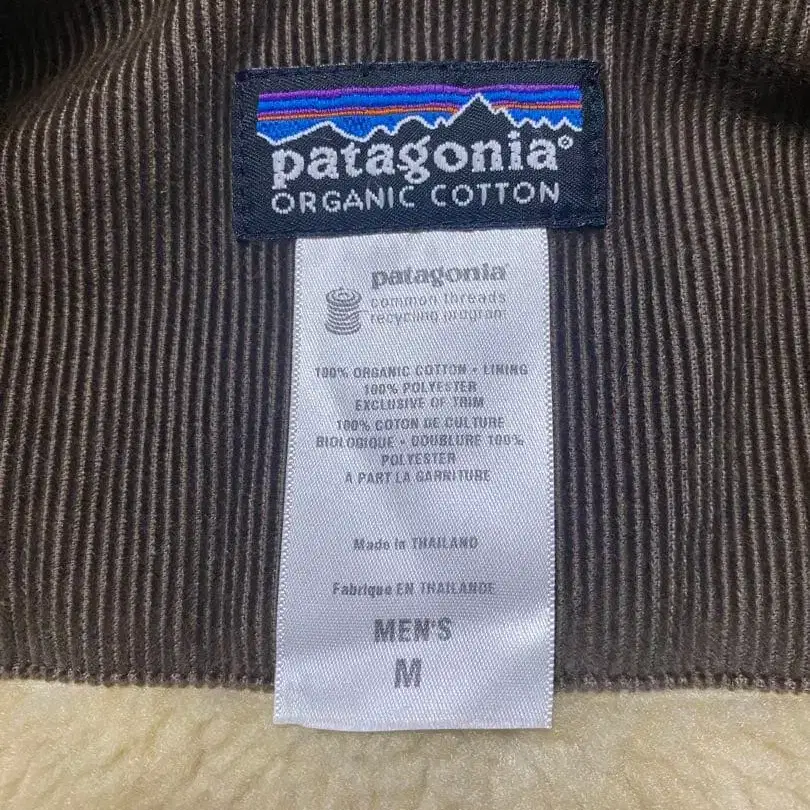 patagonia®
ORGANIC COTTON
patagonia®
common threads
recycling program
100% ORGANIC COTTON • LINING
100% POLYESTER
EXCLUSIVE OF TRIM
100% COTON DE CULTURE
BIOLOGIQUE • DOUBLURE 100%
POLYESTER
A PART LA GARNITURE
Made in THAILAND
Fabrique EN THAILANDE
MEN'S
M